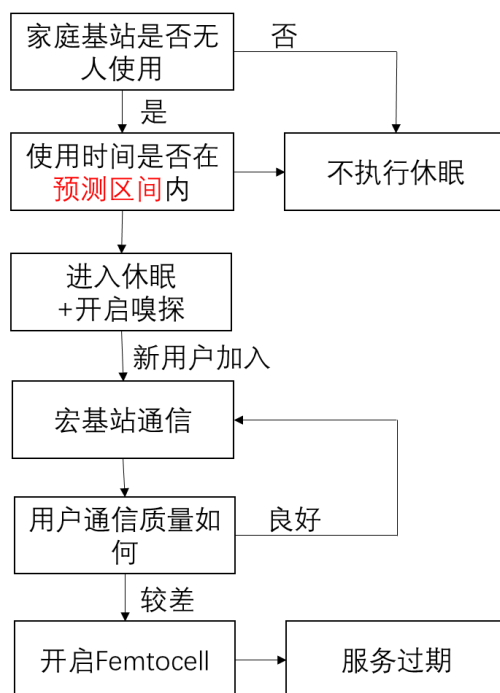 家庭基站是否无
人使用
否
是
使用时间是否在
预测区间内
不执行休眠
进入休眠
+开启嗅探
新用户加入
宏基站通信
用户通信质量如
何
良好
较差
开启Femtocell
服务过期